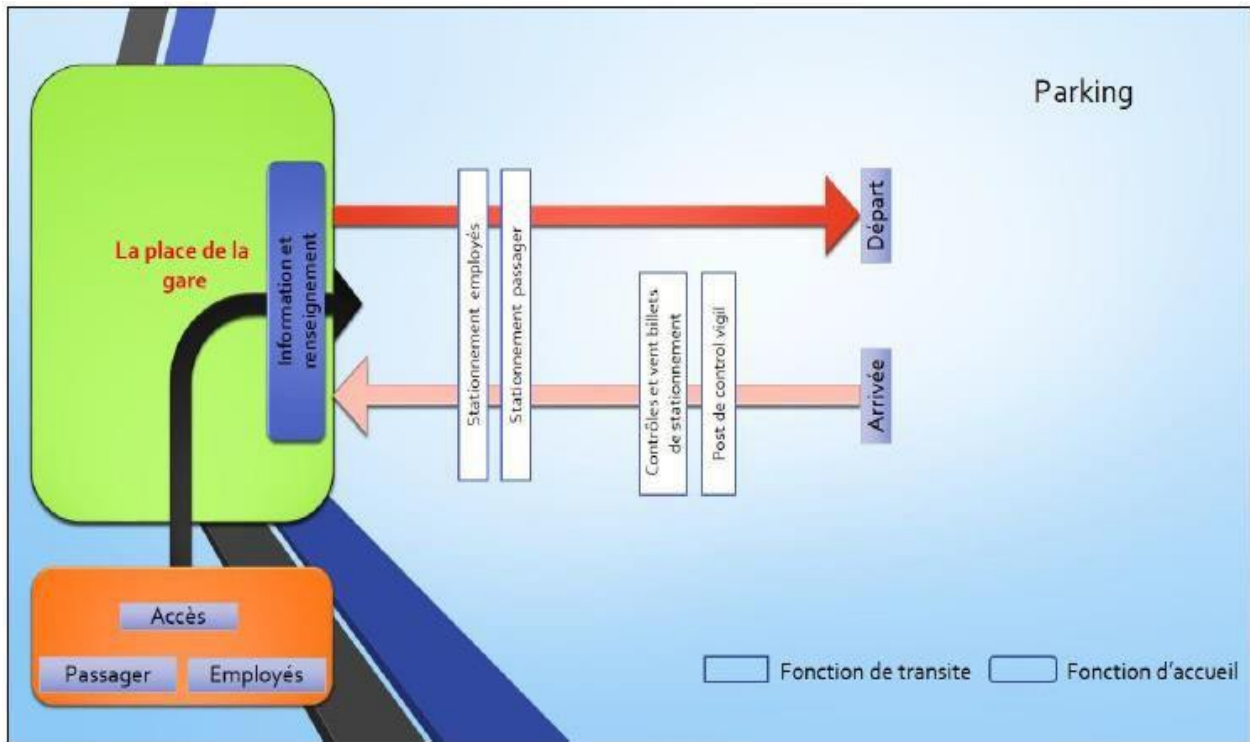 Parking
La place de la
gare
Information et
renseignement
Stationnement employés
Stationnement passager
Contrôles et vent billets
de stationnement
Post de control vigil
Départ
Arrivée
Accès
Passager
Employés
Fonction de transite
Fonction d'accueil